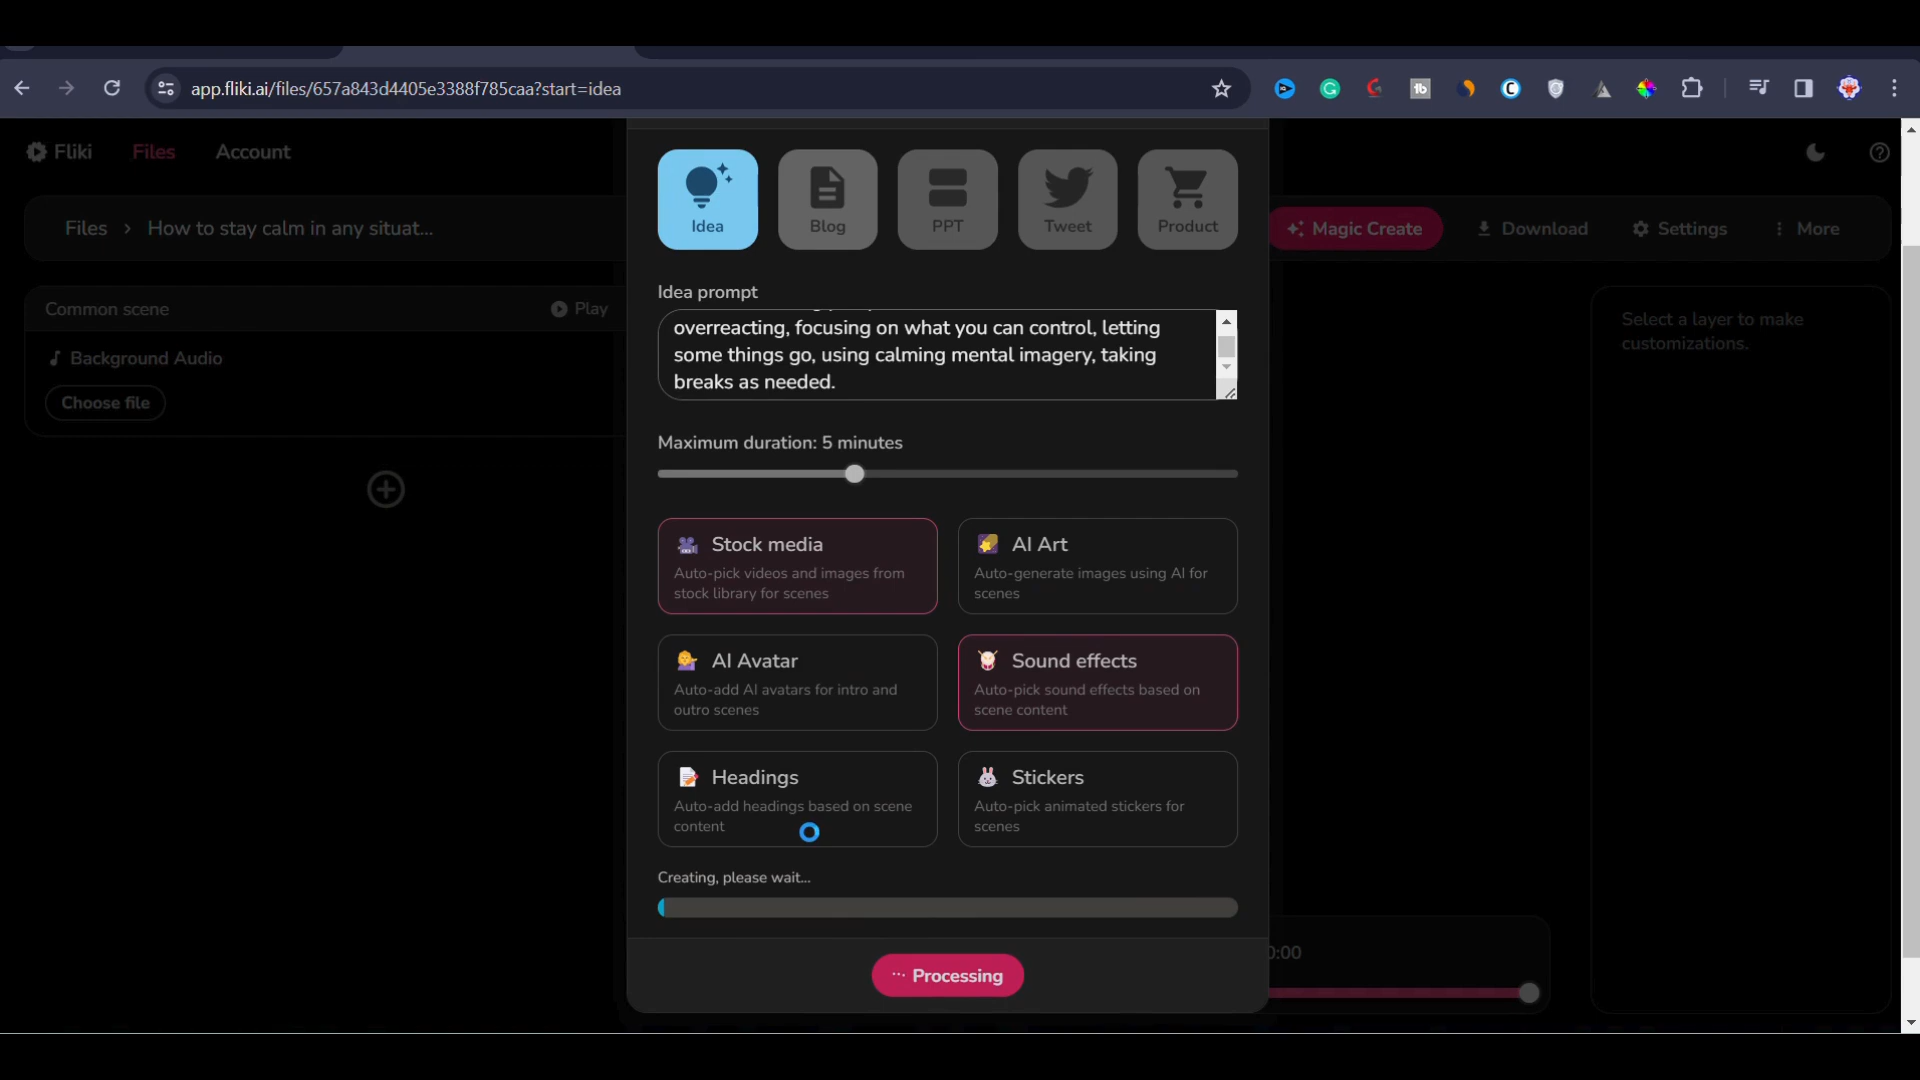 app.fliki.ai/files/657a843d4405e3388f785caa?start=idea
Fliki Files Account
Files > How to stay calm in any situat...
Magic Create Download Settings More
Common scene Play
Background Audio
Choose file
Idea Blog PPT Tweet Product
Idea prompt
overreacting, focusing on what you can control, letting
some things go, using calming mental imagery, taking
breaks as needed.
Maximum duration: 5 minutes
Stock media
Auto-pick videos and images from
stock library for scenes
AI Art
Auto-generate images using AI for
scenes
AI Avatar
Auto-add AI avatars for intro and
outro scenes
Sound effects
Auto-pick sound effects based on
scene content
Headings
Auto-add headings based on scene
content
Stickers
Auto-pick animated stickers for
scenes
Creating, please wait...
Processing
Select a layer to make
customizations.
0:00